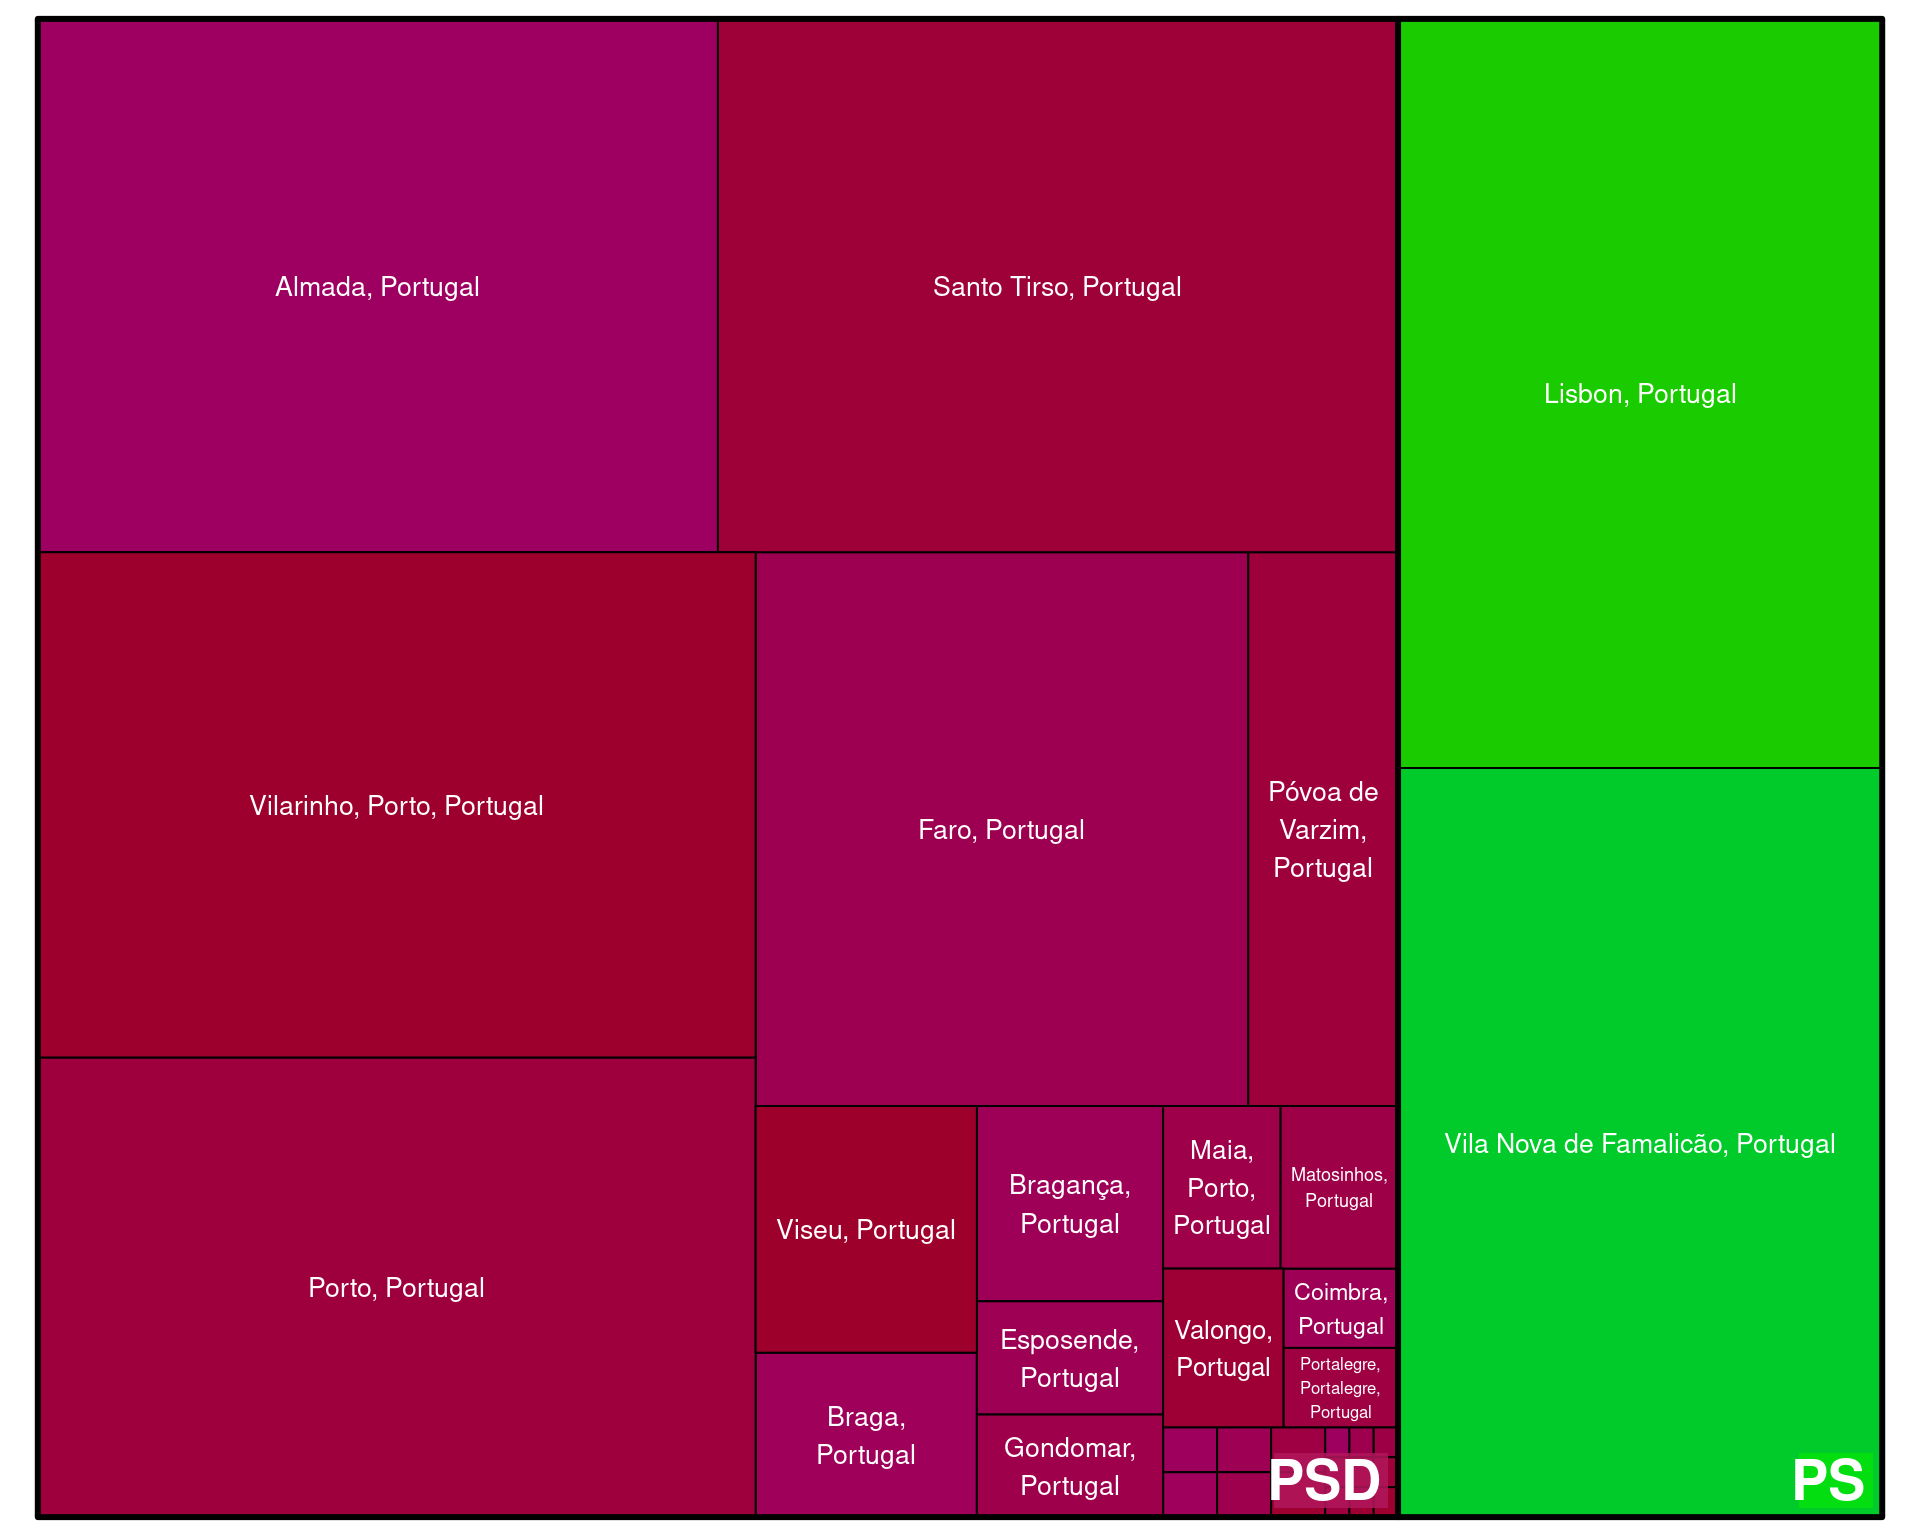 Almada, Portugal
Santo Tirso, Portugal
Lisbon, Portugal
Vilarinho, Porto, Portugal
Faro, Portugal
Póvoa de
Varzim,
Portugal
Vila Nova de Famalicão, Portugal
Porto, Portugal
Viseu, Portugal
Bragança,
Portugal
Maia,
Porto,
Portugal
Matosinhos,
Portugal
Esposende,
Portugal
Valongo,
Portugal
Coimbra,
Portugal
Portalegre,
Portalegre,
Portugal
Braga,
Portugal
Gondomar,
Portugal
PSD
PS